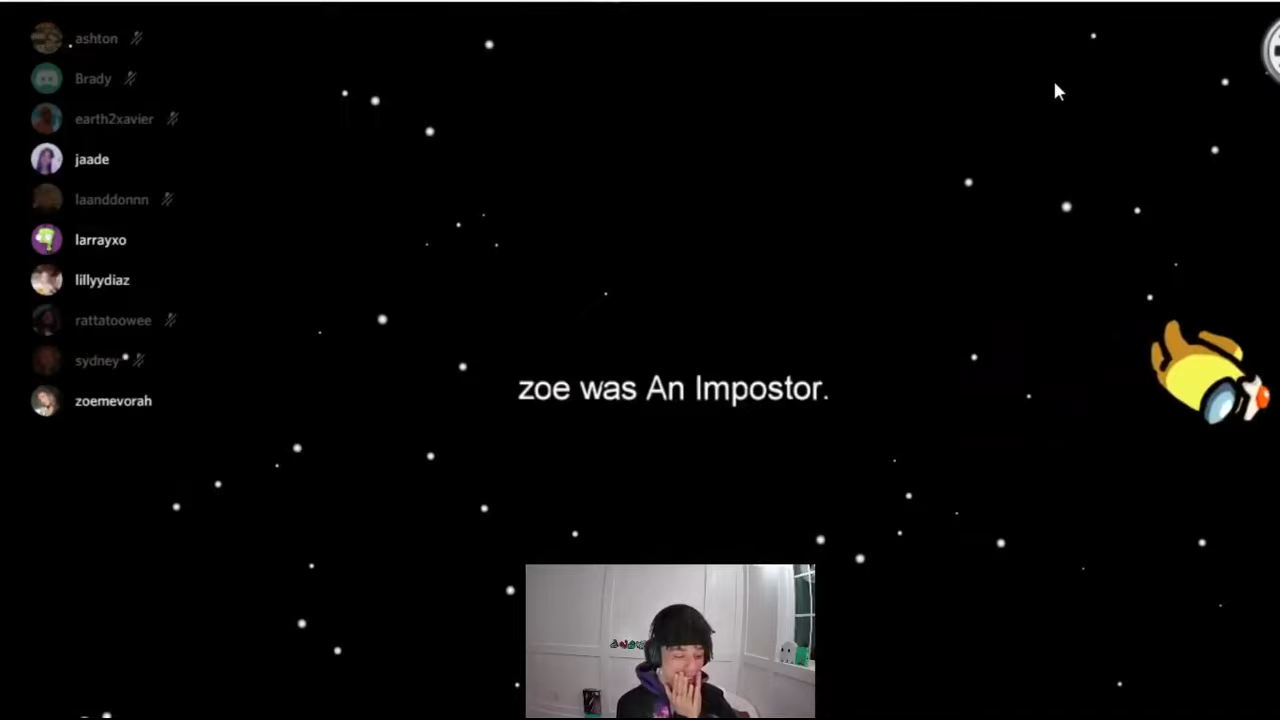 ashton
Brady
earth2xavier
jaade
laanddonnn
larrayxo
lillyydiaz
rattatoowee
sydney
zoemevorah
zoe was An Impostor.